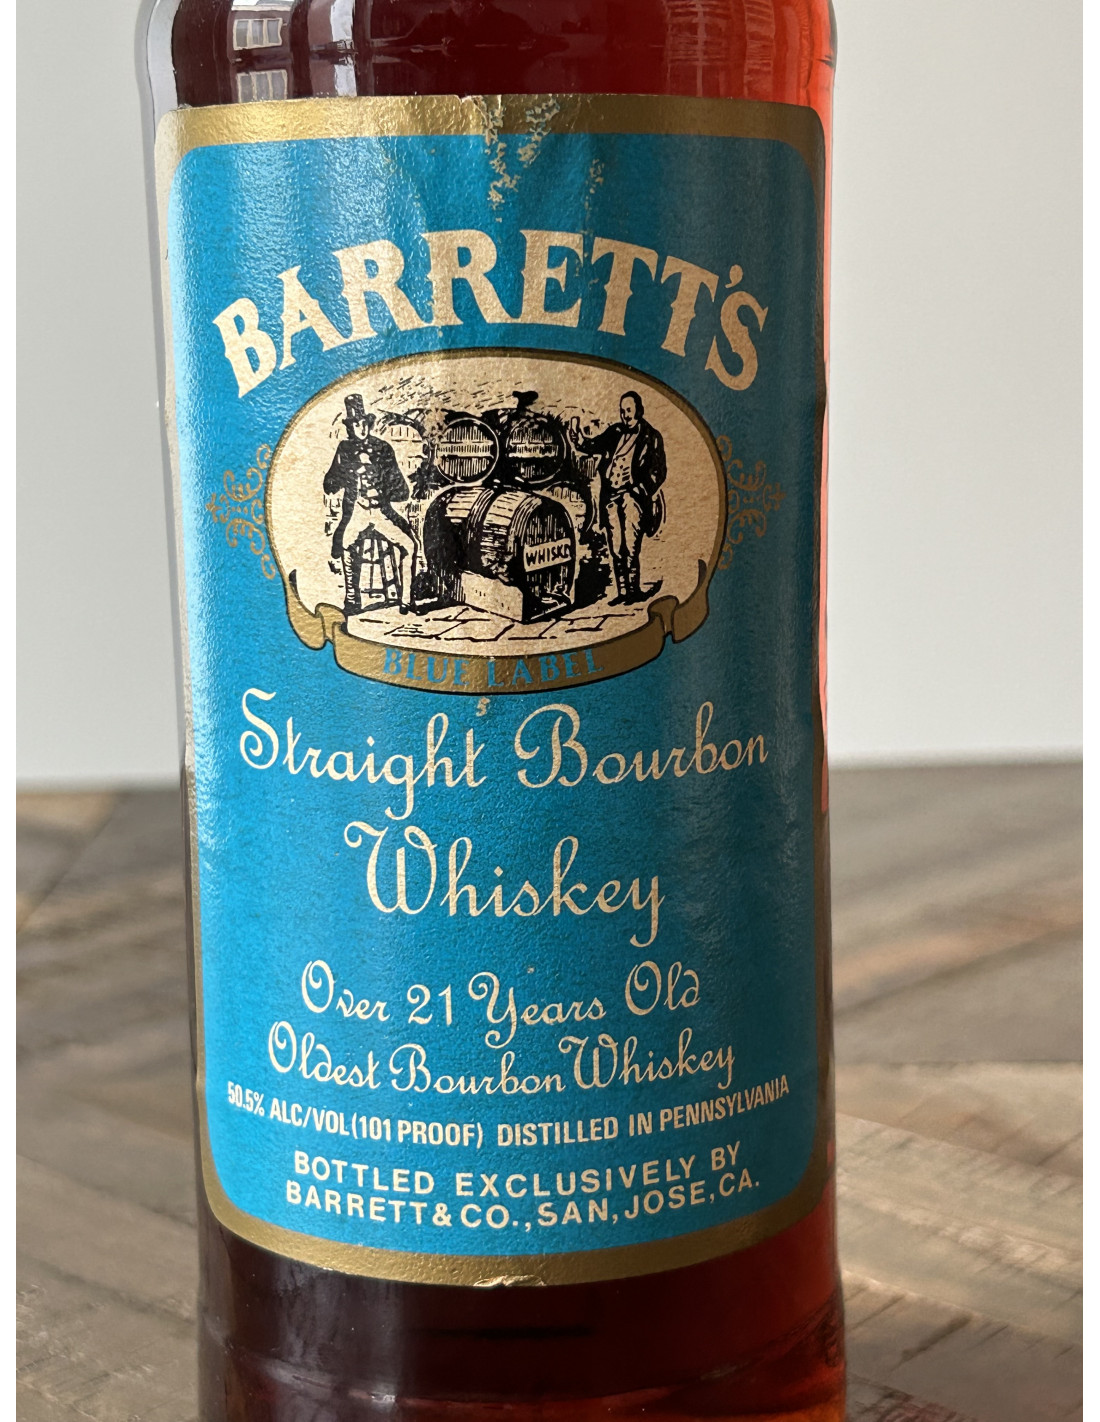 BARRETT'S
WHISKE
BLUE LABEL
Straight Bourbon
Whiskey
Over 21 Years Old
Oldest Bourbon Whiskey
50.5% ALC/VOL (101 PROOF) DISTILLED IN PENNSYLVANIA
BOTTLED EXCLUSIVELY BY
BARRETT & CO., SAN, JOSE, CA.